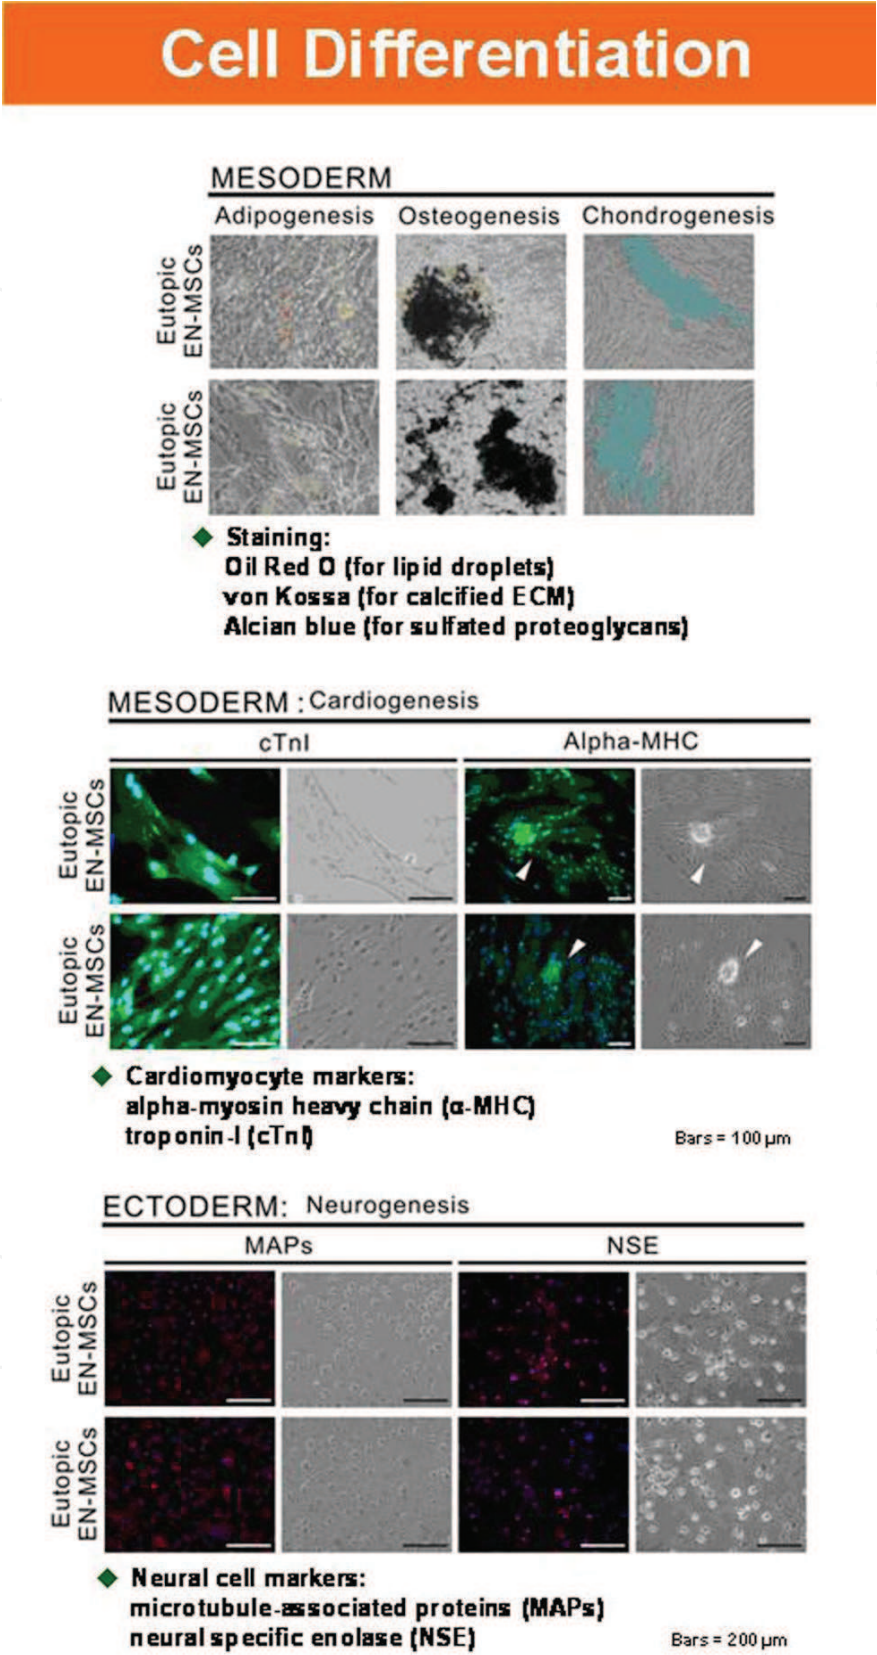 Cell Differentiation
MESODERM
Adipogenesis Osteogenesis Chondrogenesis
Eutopic
EN-MSCs
Eutopic
EN-MSCs
Staining:
Oil Red O (for lipid droplets)
von Kossa (for calcified ECM)
Alcian blue (for sulfated proteoglycans)
MESODERM : Cardiogenesis
cTnI Alpha-MHC
Eutopic
EN-MSCs
Eutopic
EN-MSCs
Cardiomyocyte markers:
alpha-myosin heavy chain (α-MHC)
troponin-I (cTnI)
Bars = 100 µm
ECTODERM: Neurogenesis
MAPs NSE
Eutopic
EN-MSCs
Eutopic
EN-MSCs
Neural cell markers:
microtubule-associated proteins (MAPs)
neural specific enolase (NSE)
Bars = 200 µm